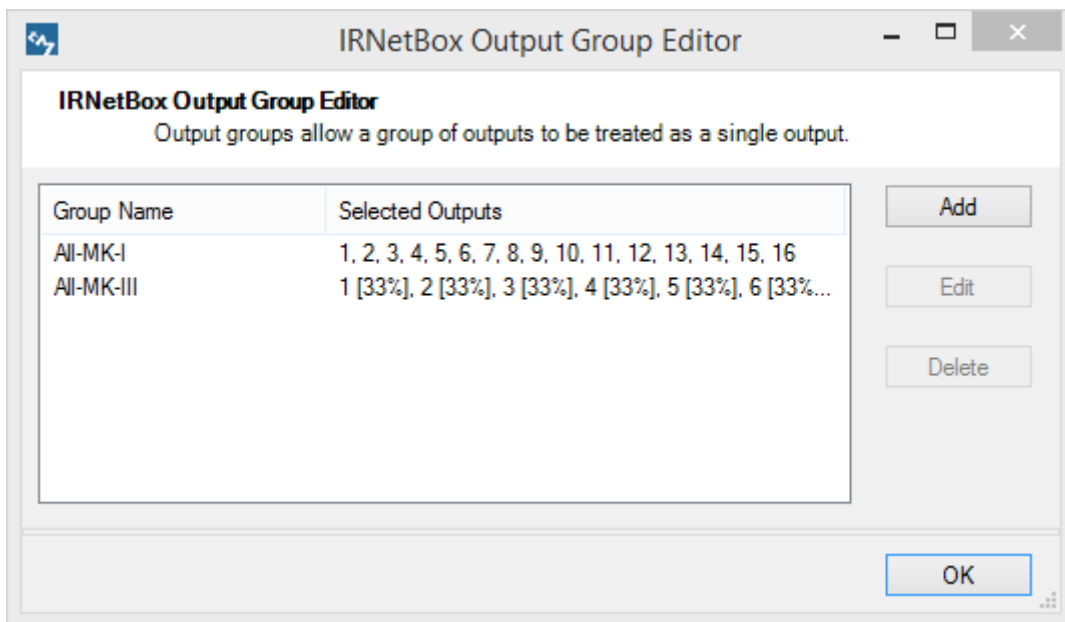 IRNetBox Output Group Editor
IRNetBox Output Group Editor
Output groups allow a group of outputs to be treated as a single output.
Group Name Selected Outputs
All-MK-I 1, 2, 3, 4, 5, 6, 7, 8, 9, 10, 11, 12, 13, 14, 15, 16
All-MK-III 1 [33%], 2 [33%], 3 [33%], 4 [33%], 5 [33%], 6 [33%...
Add
Edit
Delete
OK